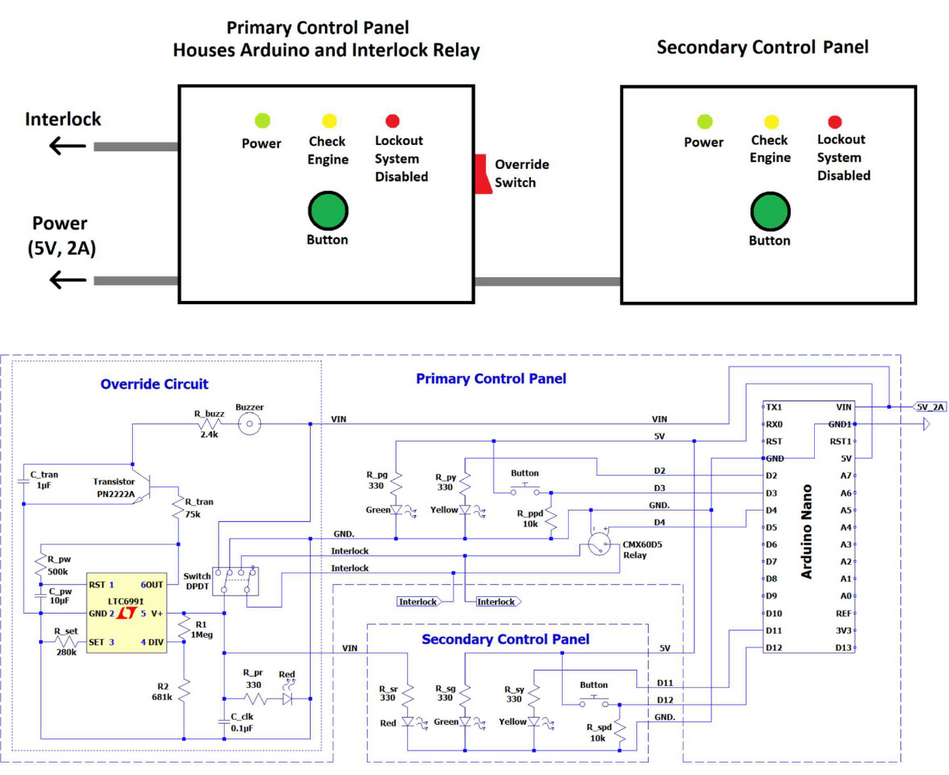 Primary Control Panel
Houses Arduino and Interlock Relay
Secondary Control Panel
Interlock
Power
Check
Engine
Lockout
System
Disabled
Override
Switch
Button
Power
(5V, 2A)
Power
Check
Engine
Lockout
System
Disabled
Button
Override Circuit
Primary Control Panel
R_buzz
2.4k
Buzzer
VIN
VIN
5V
C_tran
1µF
Transistor
PN2222A
R_tran
75k
R_pw
500k
C_pw
10µF
RST 1
6OUT
LTC6991
GND 2
5 V+
SET 3
4 DIV
R_set
280k
R1
1Meg
R2
681k
Switch
DPDT
R_pr
330
Red
C_clk
0.1µF
R_pg
330
Green
R_py
330
Yellow
Button
R_ppd
10k
D2
D3
GND.
D4
GND.
Interlock
Interlock
CMX60D5
Relay
Interlock
Interlock
Secondary Control Panel
VIN
5V
R_sr
330
Red
R_sg
330
Green
R_sy
330
Yellow
Button
R_spd
10k
D11
D12
GND.
Arduino Nano
TX1
RX0
RST
GND
D2
D3
D4
D5
D6
D7
D8
D9
D10
D11
D12
VIN
GND1
RST1
5V
A7
A6
A5
A4
A3
A2
A1
A0
REF
3V3
D13
5V_2A